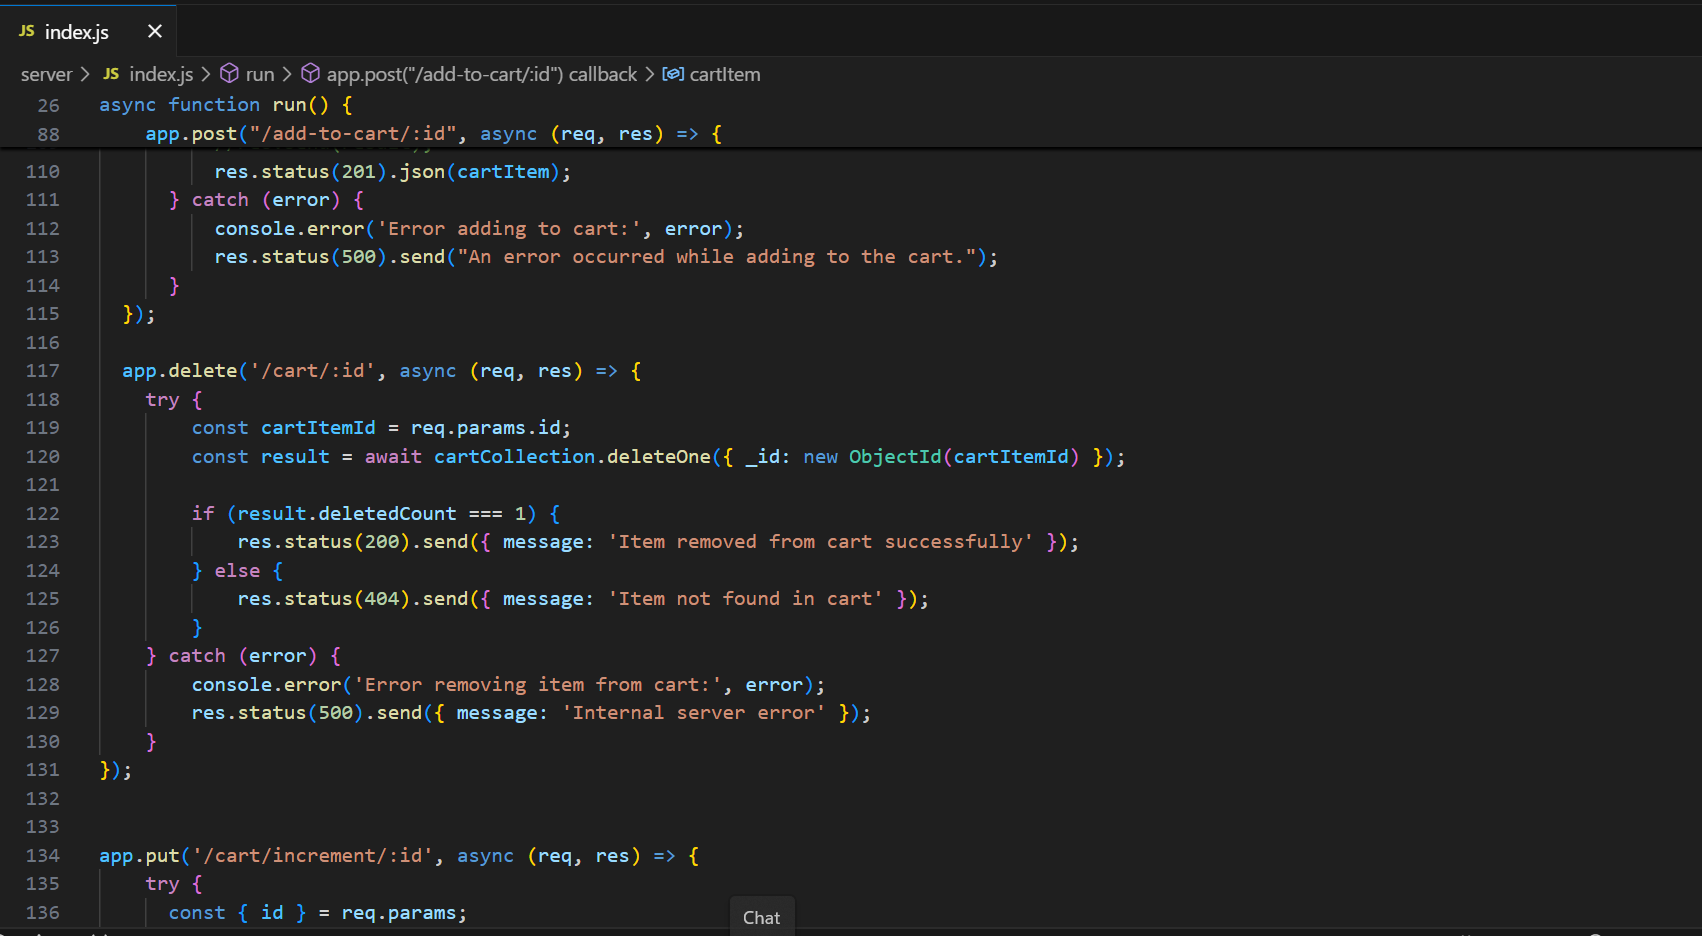 JS index.js ×
server > JS index.js > run > app.post("/add-to-cart/:id") callback > cartItem
26 async function run() {
88 app.post("/add-to-cart/:id", async (req, res) => {
110 res.status(201).json(cartItem);
111 } catch (error) {
112 console.error('Error adding to cart:', error);
113 res.status(500).send("An error occurred while adding to the cart.");
114 }
115 });
116
117 app.delete('/cart/:id', async (req, res) => {
118 try {
119 const cartItemId = req.params.id;
120 const result = await cartCollection.deleteOne({ _id: new ObjectId(cartItemId) });
121
122 if (result.deletedCount === 1) {
123 res.status(200).send({ message: 'Item removed from cart successfully' });
124 } else {
125 res.status(404).send({ message: 'Item not found in cart' });
126 }
127 } catch (error) {
128 console.error('Error removing item from cart:', error);
129 res.status(500).send({ message: 'Internal server error' });
130 }
131 });
132
133
134 app.put('/cart/increment/:id', async (req, res) => {
135 try {
136 const { id } = req.params;
Chat